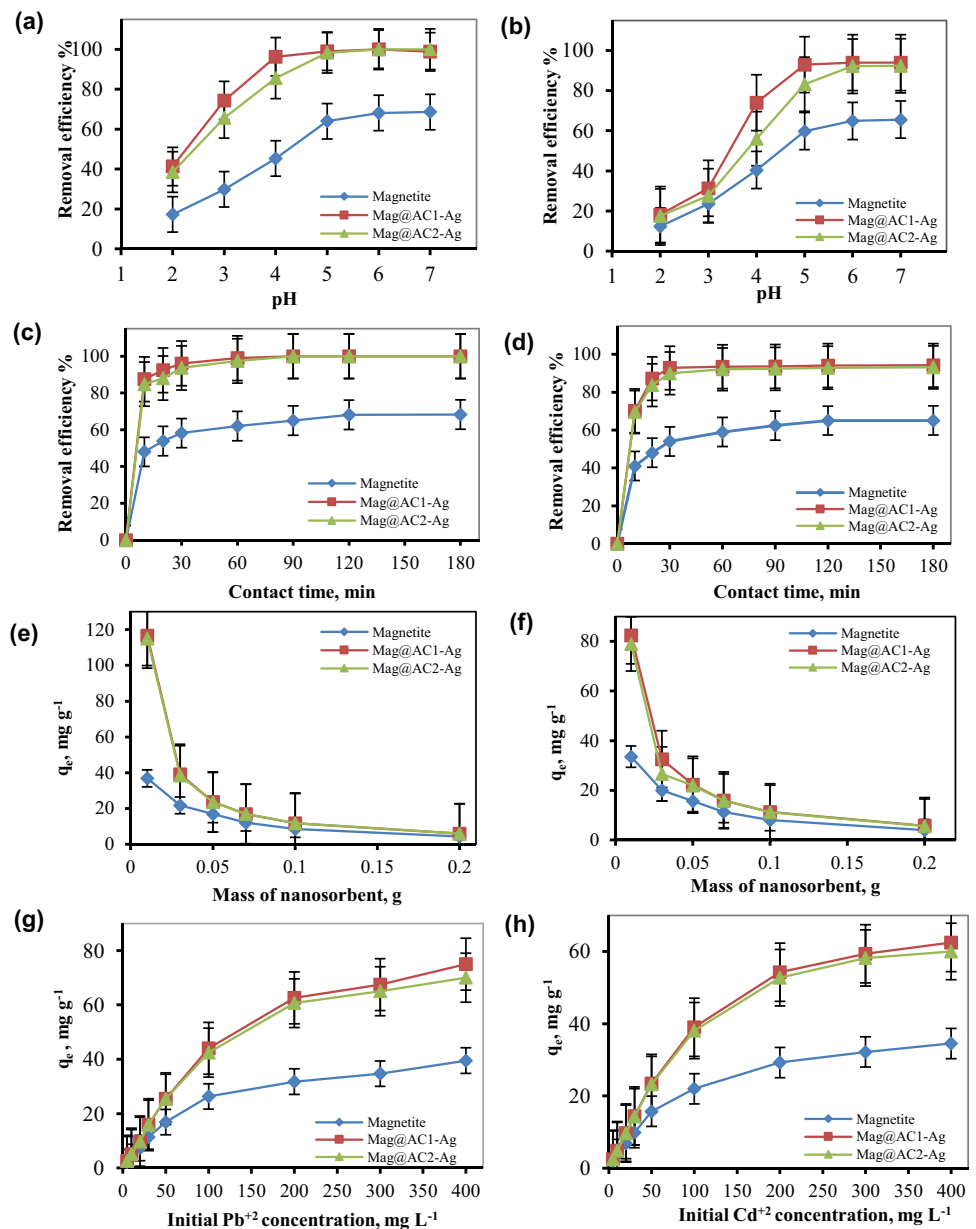 (a)
Removal efficiency %
100
80
60
40
20
0
1 2 3 4 5 6 7
pH
Magnetite
Mag@AC1-Ag
Mag@AC2-Ag
(b)
Removal efficiency %
100
80
60
40
20
0
1 2 3 4 5 6 7
pH
Magnetite
Mag@AC1-Ag
Mag@AC2-Ag
(c)
Removal efficiency %
100
80
60
40
20
0
0 30 60 90 120 150 180
Contact time, min
Magnetite
Mag@AC1-Ag
Mag@AC2-Ag
(d)
Removal efficiency %
100
80
60
40
20
0
0 30 60 90 120 150 180
Contact time, min
Magnetite
Mag@AC1-Ag
Mag@AC2-Ag
(e)
qₑ, mg g⁻¹
120
100
80
60
40
20
0
0.05 0.1 0.15 0.2
Mass of nanosorbent, g
Magnetite
Mag@AC1-Ag
Mag@AC2-Ag
(f)
qₑ, mg g⁻¹
80
60
40
20
0
0.05 0.1 0.15 0.2
Mass of nanosorbent, g
Magnetite
Mag@AC1-Ag
Mag@AC2-Ag
(g)
qₑ, mg g⁻¹
80
60
40
20
0
0 50 100 150 200 250 300 350 400
Initial Pb⁺² concentration, mg L⁻¹
Magnetite
Mag@AC1-Ag
Mag@AC2-Ag
(h)
qₑ, mg g⁻¹
60
40
20
0
0 50 100 150 200 250 300 350 400
Initial Cd⁺² concentration, mg L⁻¹
Magnetite
Mag@AC1-Ag
Mag@AC2-Ag